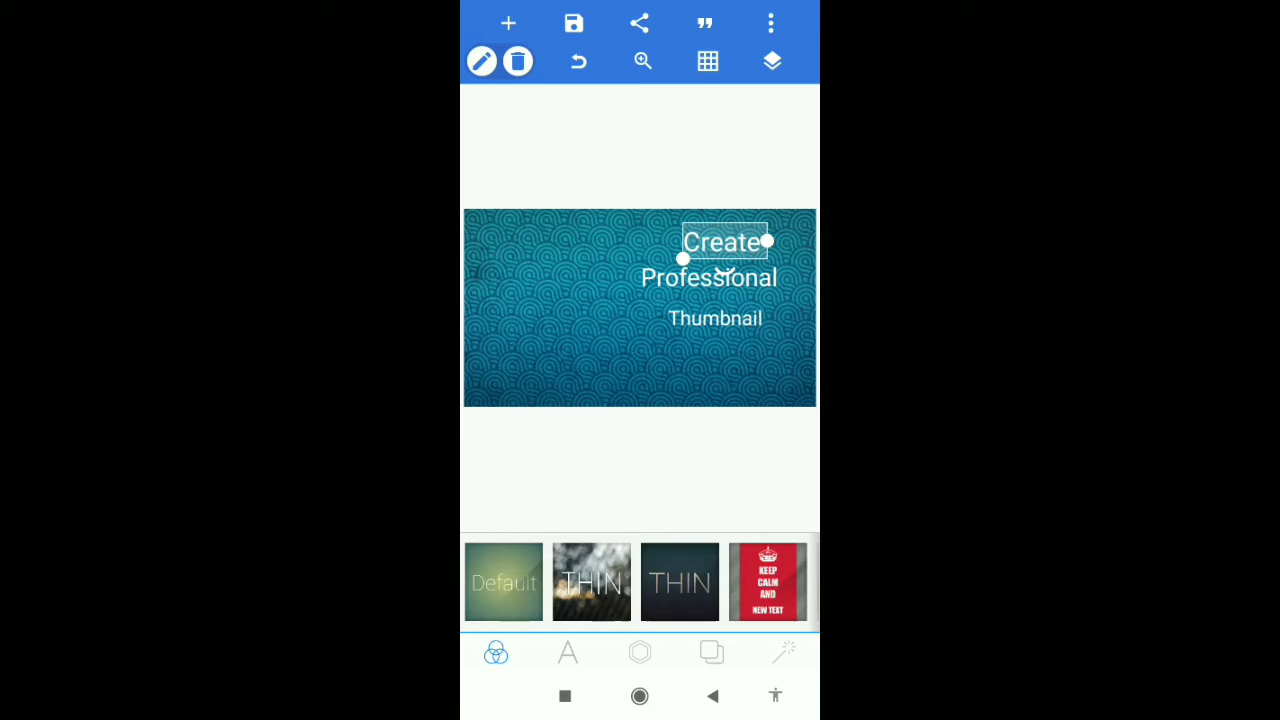 Create
Professional
Thumbnail
Default
THIN
THIN
KEEP
CALM
AND
NEW TEXT